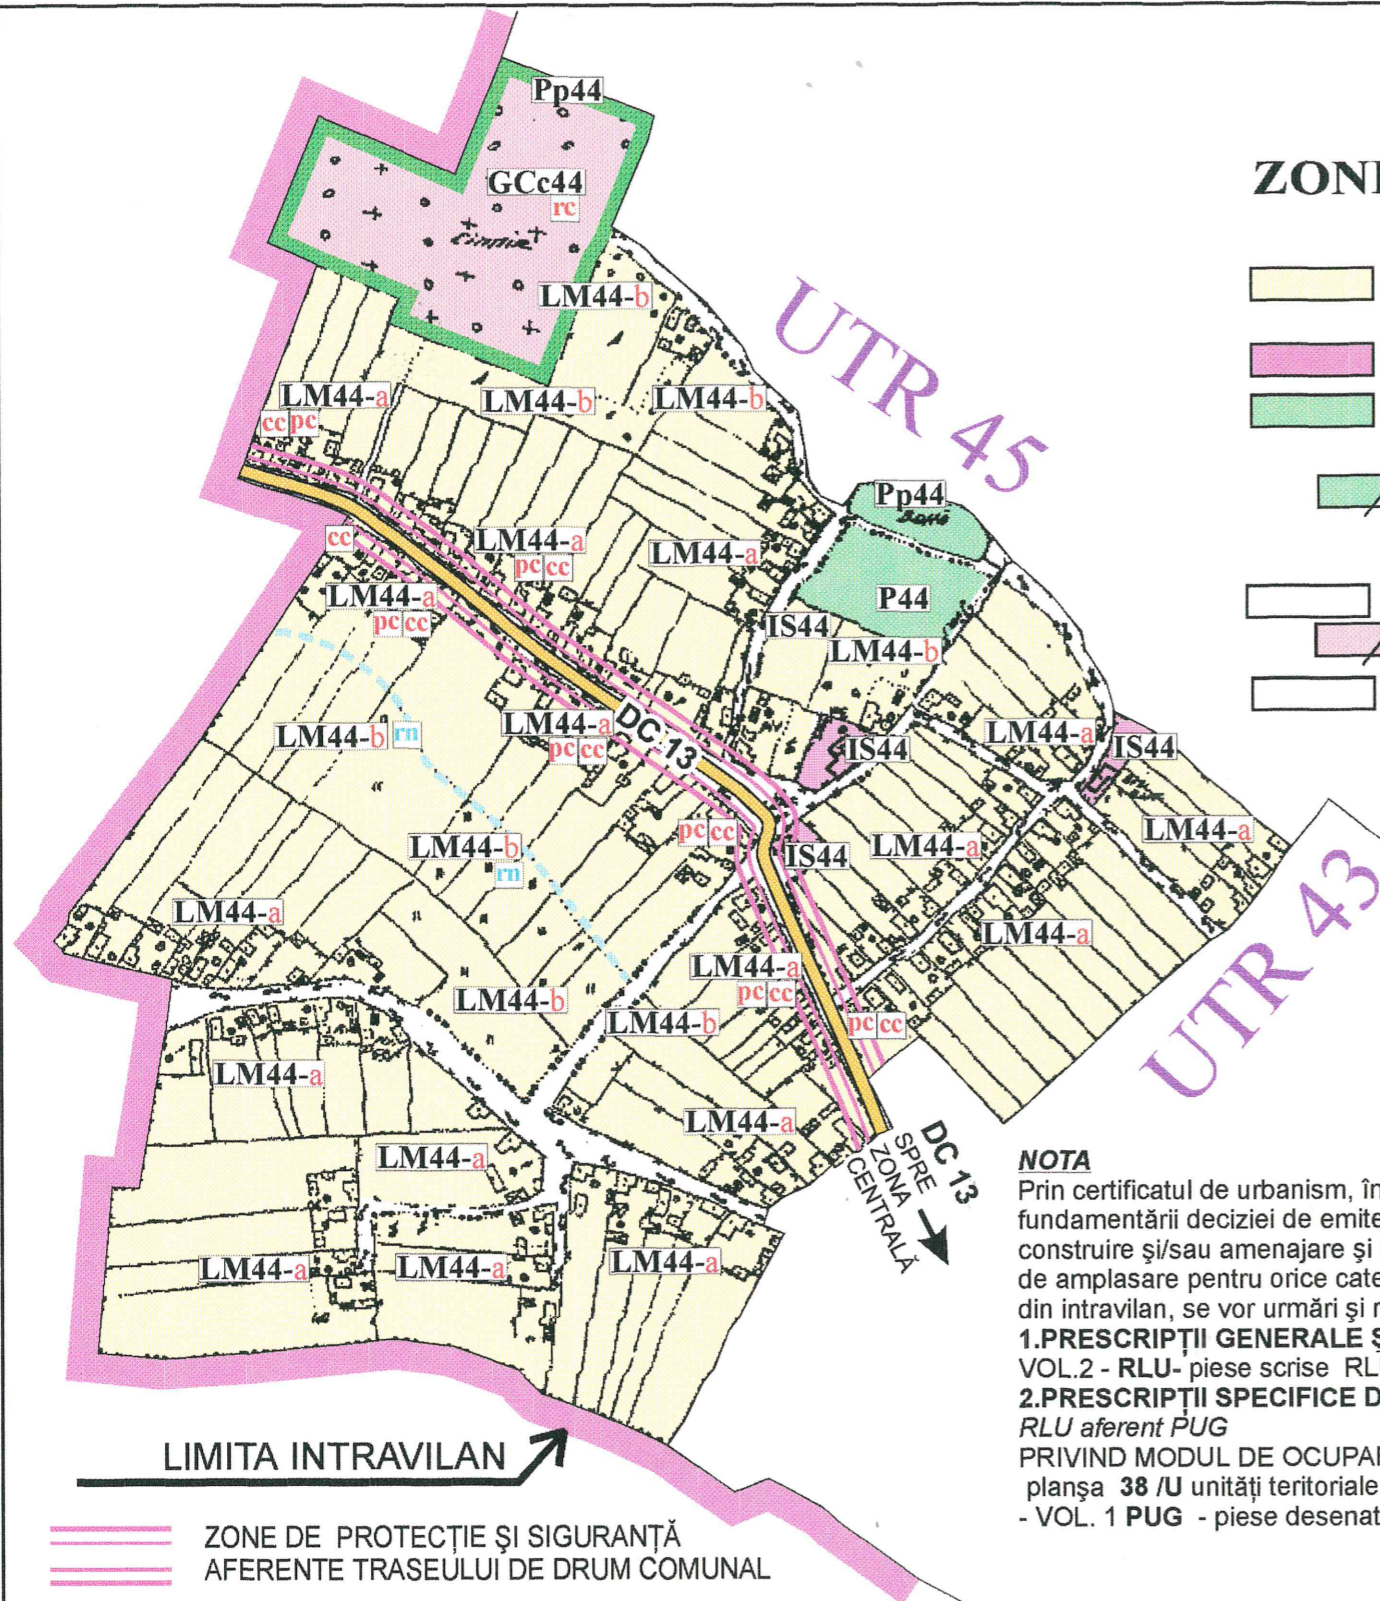 Pp44
GCc44
rc
LM44-b
ZON
UTR 45
LM44-a
cc pc
LM44-b
LM44-b
Pp44
cc
LM44-a
pc cc
LM44-a
P44
LM44-a
pc cc
IS44
LM44-b
LM44-b rn
LM44-a
pc cc
DC 13
IS44
LM44-a
IS44
LM44-b
rn
pc cc
IS44
LM44-a
LM44-a
UTR 43
LM44-a
LM44-a
LM44-a
pc cc
LM44-b
LM44-b
pc cc
LM44-a
LM44-a
LM44-a
LM44-a
LM44-a
LM44-a
DC 13
SPRE
ZONA
CENTRALĂ
NOTA
Prin certificatul de urbanism, în
fundamentării deciziei de emite
construire şi/sau amenajare şi
de amplasare pentru orice cate
din intravilan, se vor urmări şi
1.PRESCRIPŢII GENERALE Ş
VOL.2 - RLU- piese scrise RL
2.PRESCRIPŢII SPECIFICE D
RLU aferent PUG
PRIVIND MODUL DE OCUPA
planşa 38 /U unităţi teritoriale
- VOL. 1 PUG - piese desenat
LIMITA INTRAVILAN
ZONE DE PROTECŢIE ŞI SIGURANŢĂ
AFERENTE TRASEULUI DE DRUM COMUNAL